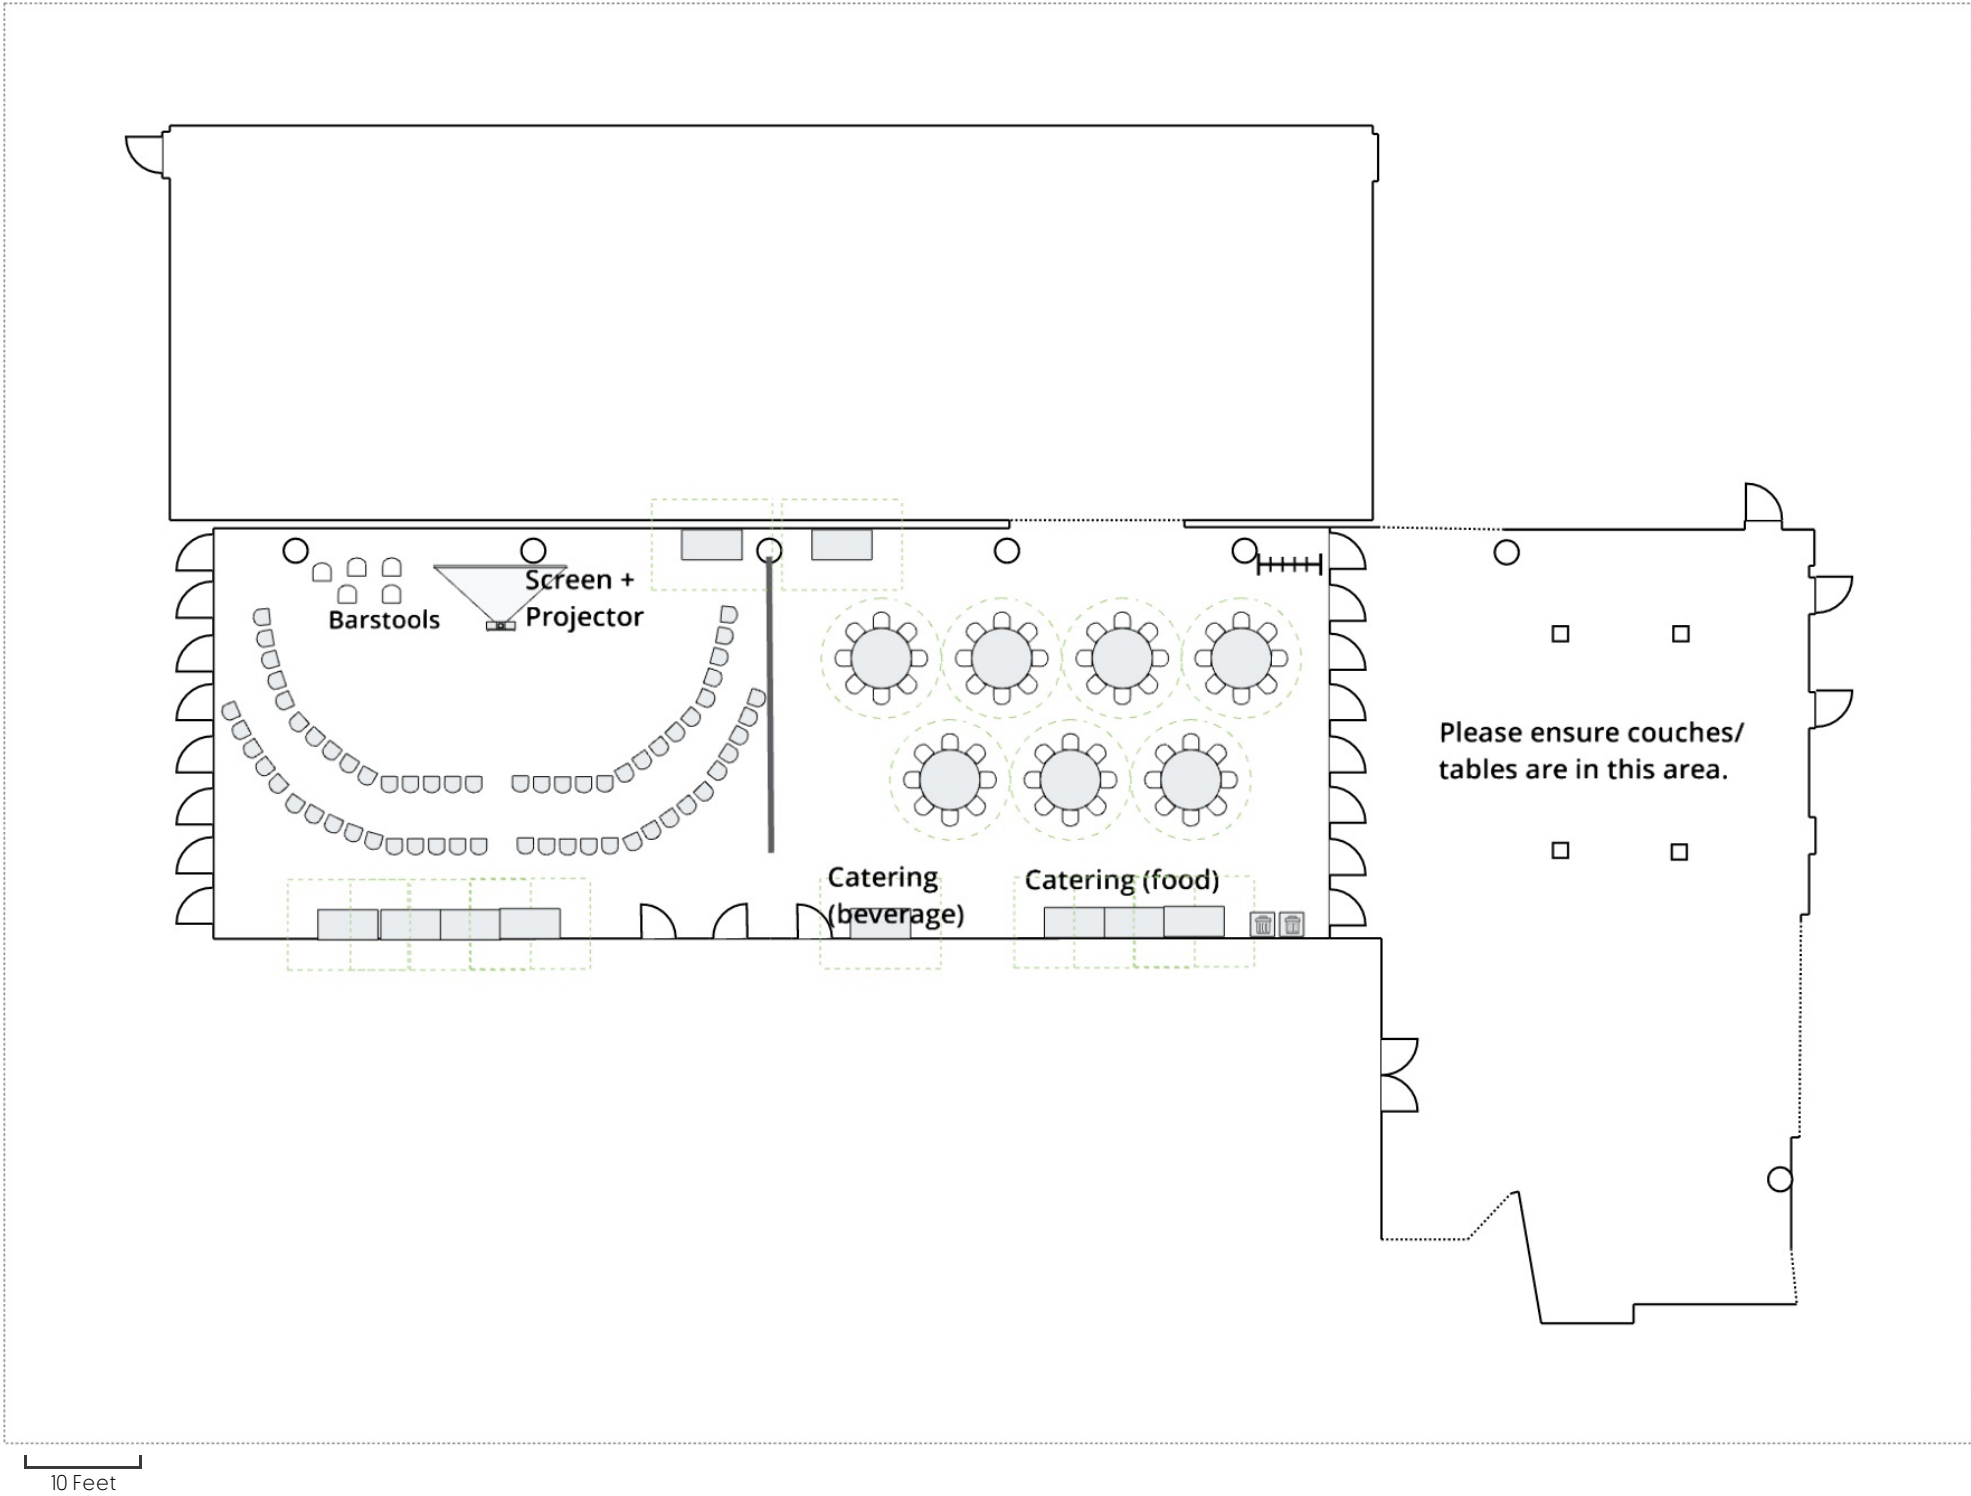 Screen +
Projector
Barstools
Please ensure couches/
tables are in this area.
Catering
(beverage)
Catering (food)
10 Feet